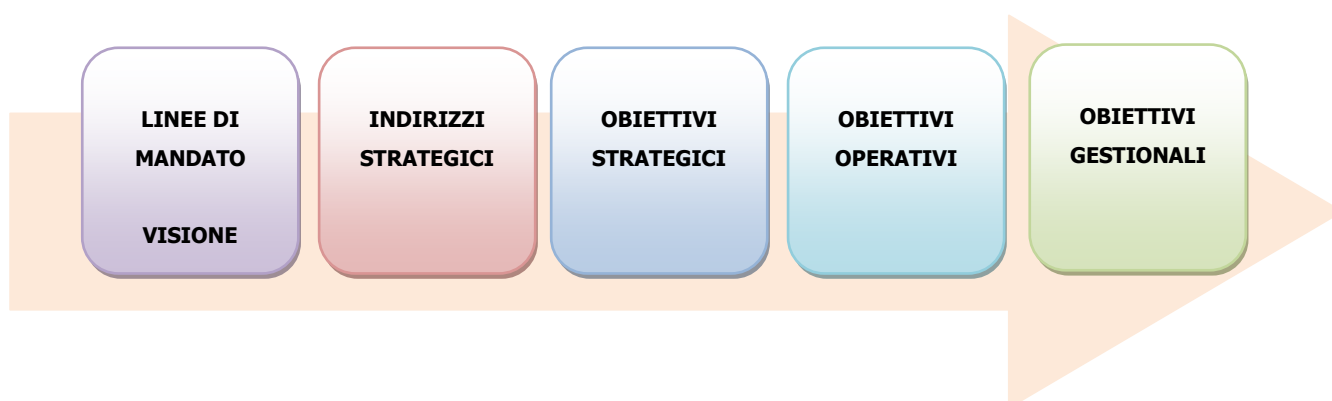 LINEE DI
MANDATO
VISIONE
INDIRIZZI
STRATEGICI
OBIETTIVI
STRATEGICI
OBIETTIVI
OPERATIVI
OBIETTIVI
GESTIONALI